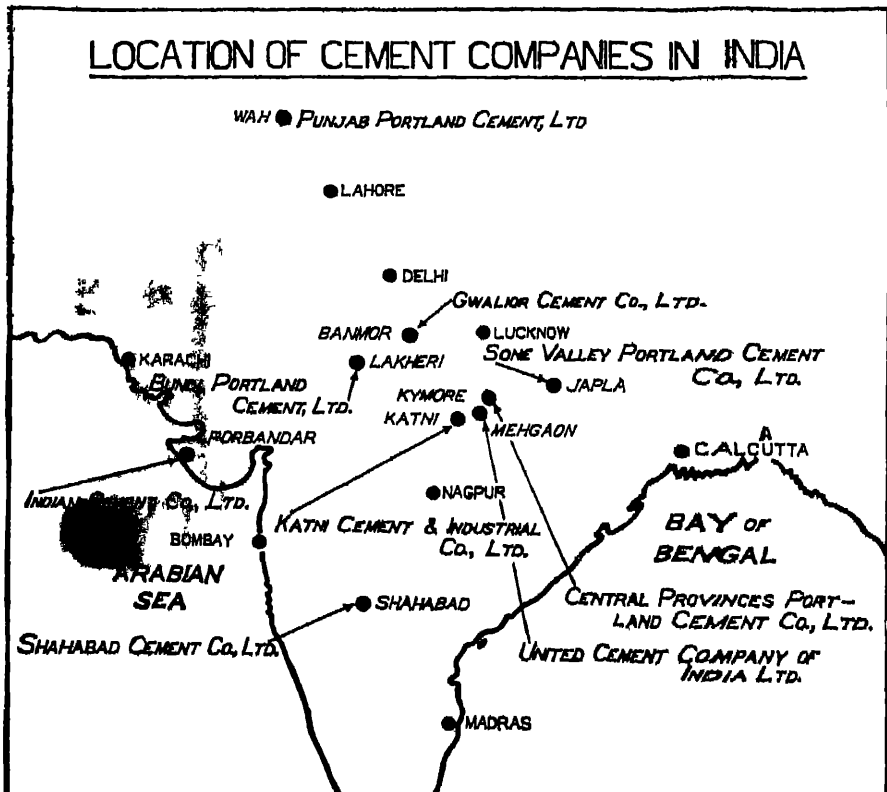 LOCATION OF CEMENT COMPANIES IN INDIA
WAH PUNJAB PORTLAND CEMENT, LTD
LAHORE
DELHI
GWALIOR CEMENT CO., LTD.
BANMOR
LUCKNOW
KARACHI
LAKHERI
SONE VALLEY PORTLAND CEMENT
CO., LTD.
JAPLA
PORTLAND
CEMENT, LTD.
KYMORE
KATNI
MEHGAON
PORBANDAR
CALCUTTA
INDIAN CEMENT CO., LTD.
NAGPUR
KATNI CEMENT & INDUSTRIAL
CO., LTD.
BOMBAY
BAY OF
BENGAL
ARABIAN
SEA
SHAHABAD
CENTRAL PROVINCES PORT-
LAND CEMENT CO., LTD.
SHAHABAD CEMENT CO., LTD.
UNITED CEMENT COMPANY OF
INDIA LTD.
MADRAS